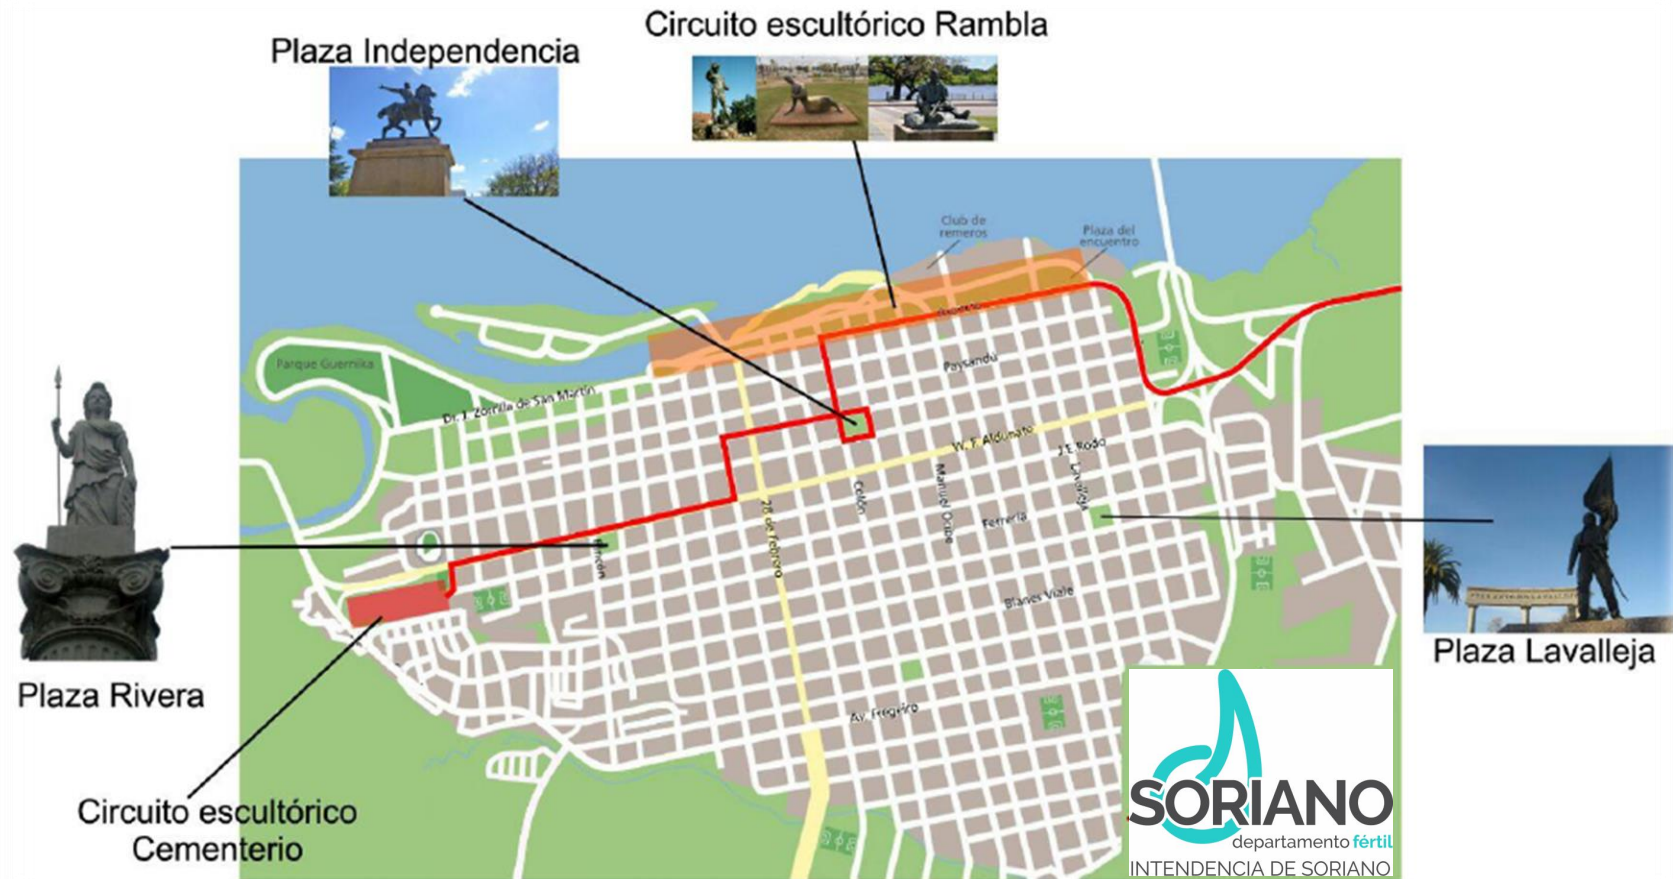 Circuito escultórico Rambla
Plaza Independencia
Club de
remeros
Plaza del
encuentro
Parque Guernika
Paysandú
Dr. J. Zorrilla de San Martín
W. F. Aldunate
J.E.Rodo
Lavalleja
Manuel Oribe
Colón
28 de Febrero
Ferrería
Rincón
Blanes Viale
Av. Fregeiro
Plaza Lavalleja
Plaza Rivera
Circuito escultórico
Cementerio
SORIANO
departamento fértil
INTENDENCIA DE SORIANO